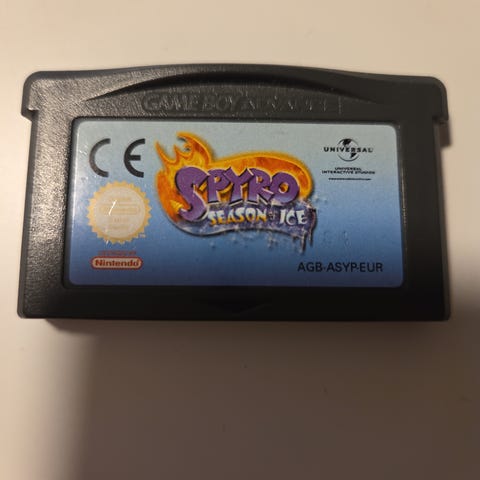 GAME BOY ADVANCE
CE
UNIVERSAL
UNIVERSAL
INTERACTIVE STUDIOS
SPYRO
SEASON OF ICE
Nintendo
AGB-ASYP-EUR